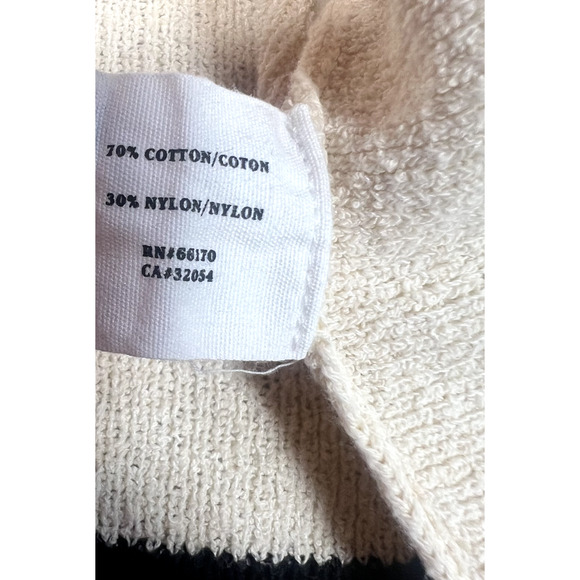 70% COTTON/COTON
30% NYLON/NYLON
RN#66170
CA#32054